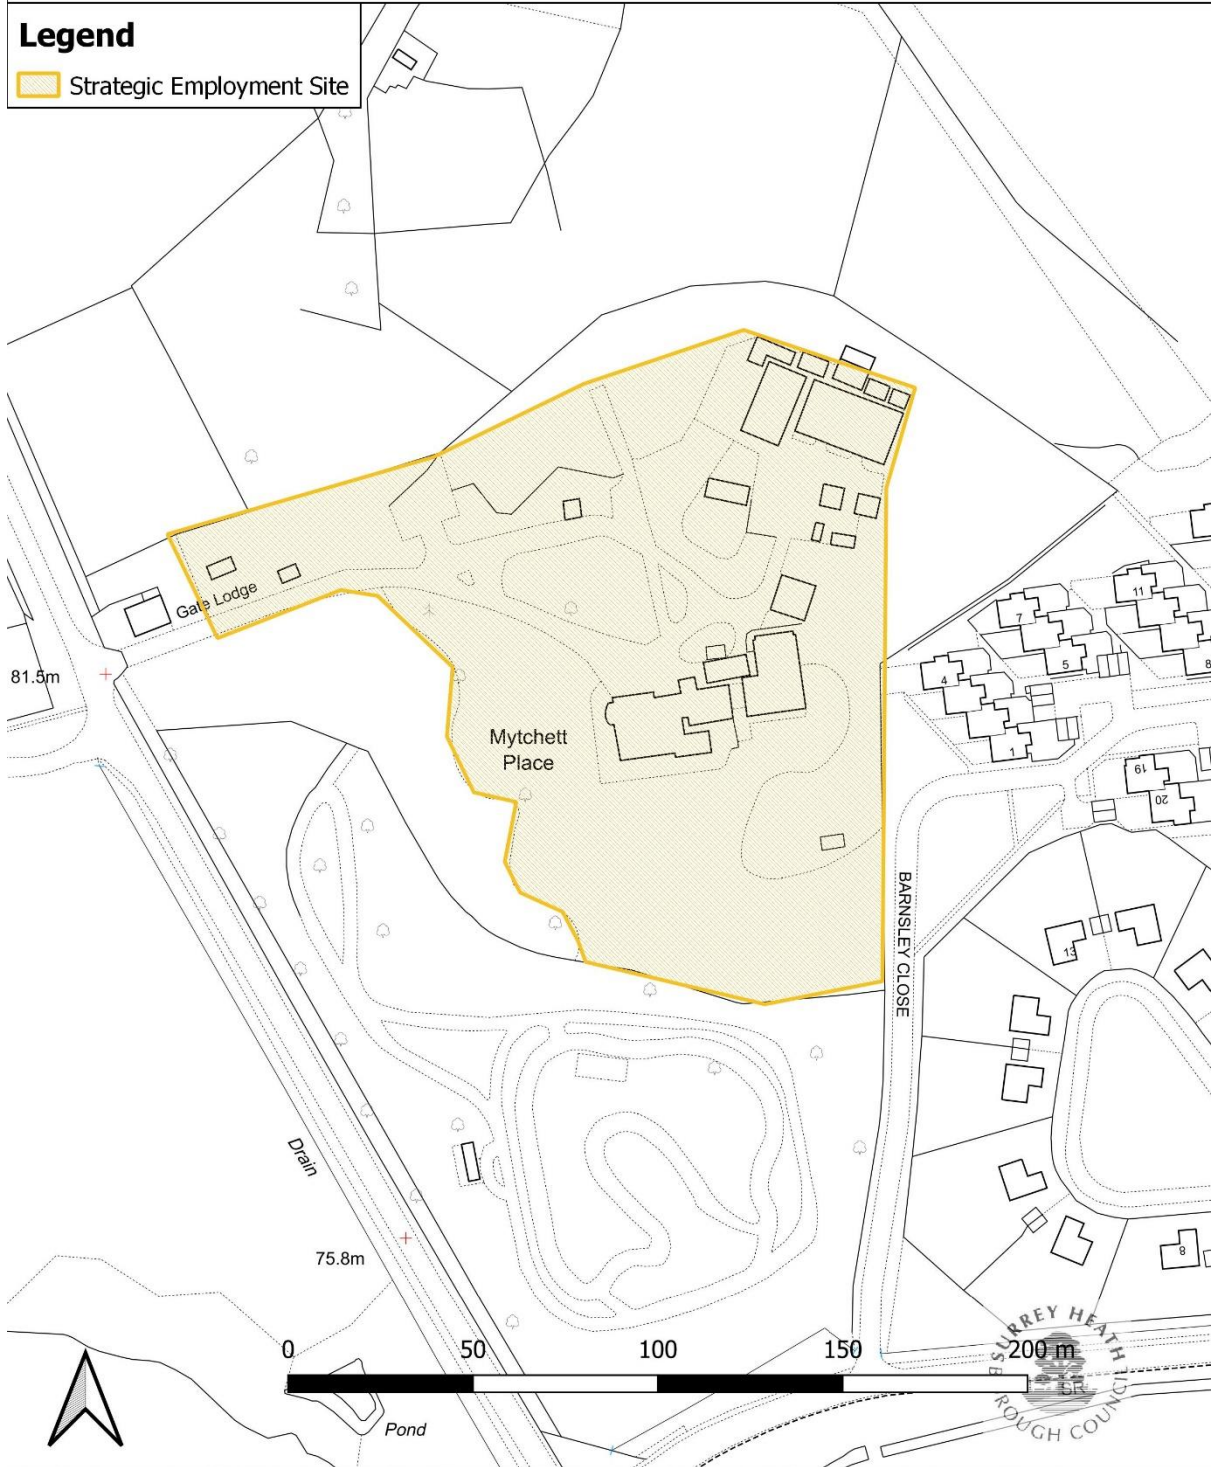 Legend
Strategic Employment Site
Gate Lodge
81.5m
Mytchett
Place
7
11
5
8
4
1
19
20
BARNSLEY CLOSE
13
Drain
75.8m
8
0 50 100 150 200 m
SURREY HEATH
BOROUGH COUNCIL
Pond